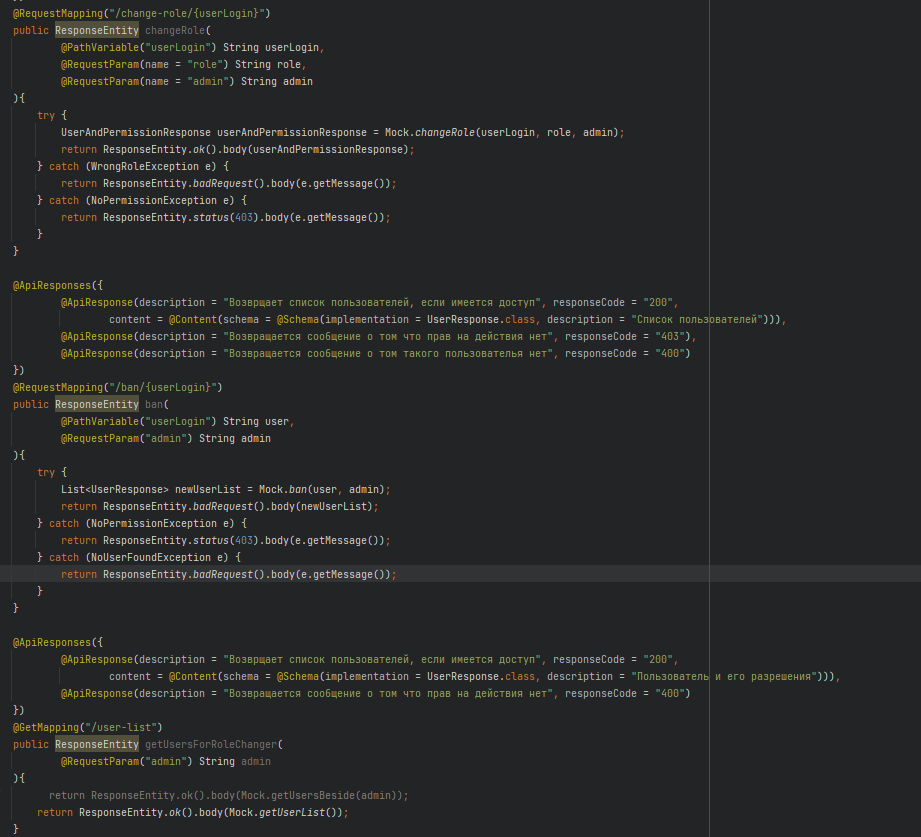 @RequestMapping("/change-role/{userLogin}")
public ResponseEntity changeRole(
@PathVariable("userLogin") String userLogin,
@RequestParam(name = "role") String role,
@RequestParam(name = "admin") String admin
){
try {
UserAndPermissionResponse userAndPermissionResponse = Mock.changeRole(userLogin, role, admin);
return ResponseEntity.ok().body(userAndPermissionResponse);
} catch (WrongRoleException e) {
return ResponseEntity.badRequest().body(e.getMessage());
} catch (NoPermissionException e) {
return ResponseEntity.status(403).body(e.getMessage());
}
}
@ApiResponses({
@ApiResponse(description = "Возврщает список пользователей, если имеется доступ", responseCode = "200",
content = @Content(schema = @Schema(implementation = UserResponse.class, description = "Список пользователей"))),
@ApiResponse(description = "Возвращается сообщение о том что прав на действия нет", responseCode = "403"),
@ApiResponse(description = "Возвращается сообщение о том такого пользователья нет", responseCode = "400")
})
@RequestMapping("/ban/{userLogin}")
public ResponseEntity ban(
@PathVariable("userLogin") String user,
@RequestParam("admin") String admin
){
try {
List<UserResponse> newUserList = Mock.ban(user, admin);
return ResponseEntity.badRequest().body(newUserList);
} catch (NoPermissionException e) {
return ResponseEntity.status(403).body(e.getMessage());
} catch (NoUserFoundException e) {
return ResponseEntity.badRequest().body(e.getMessage());
}
}
@ApiResponses({
@ApiResponse(description = "Возврщает список пользователей, если имеется доступ", responseCode = "200",
content = @Content(schema = @Schema(implementation = UserResponse.class, description = "Пользователь и его разрешения"))),
@ApiResponse(description = "Возвращается сообщение о том что прав на действия нет", responseCode = "400")
})
@GetMapping("/user-list")
public ResponseEntity getUsersForRoleChanger(
@RequestParam("admin") String admin
){
return ResponseEntity.ok().body(Mock.getUsersBeside(admin));
return ResponseEntity.ok().body(Mock.getUserList());
}